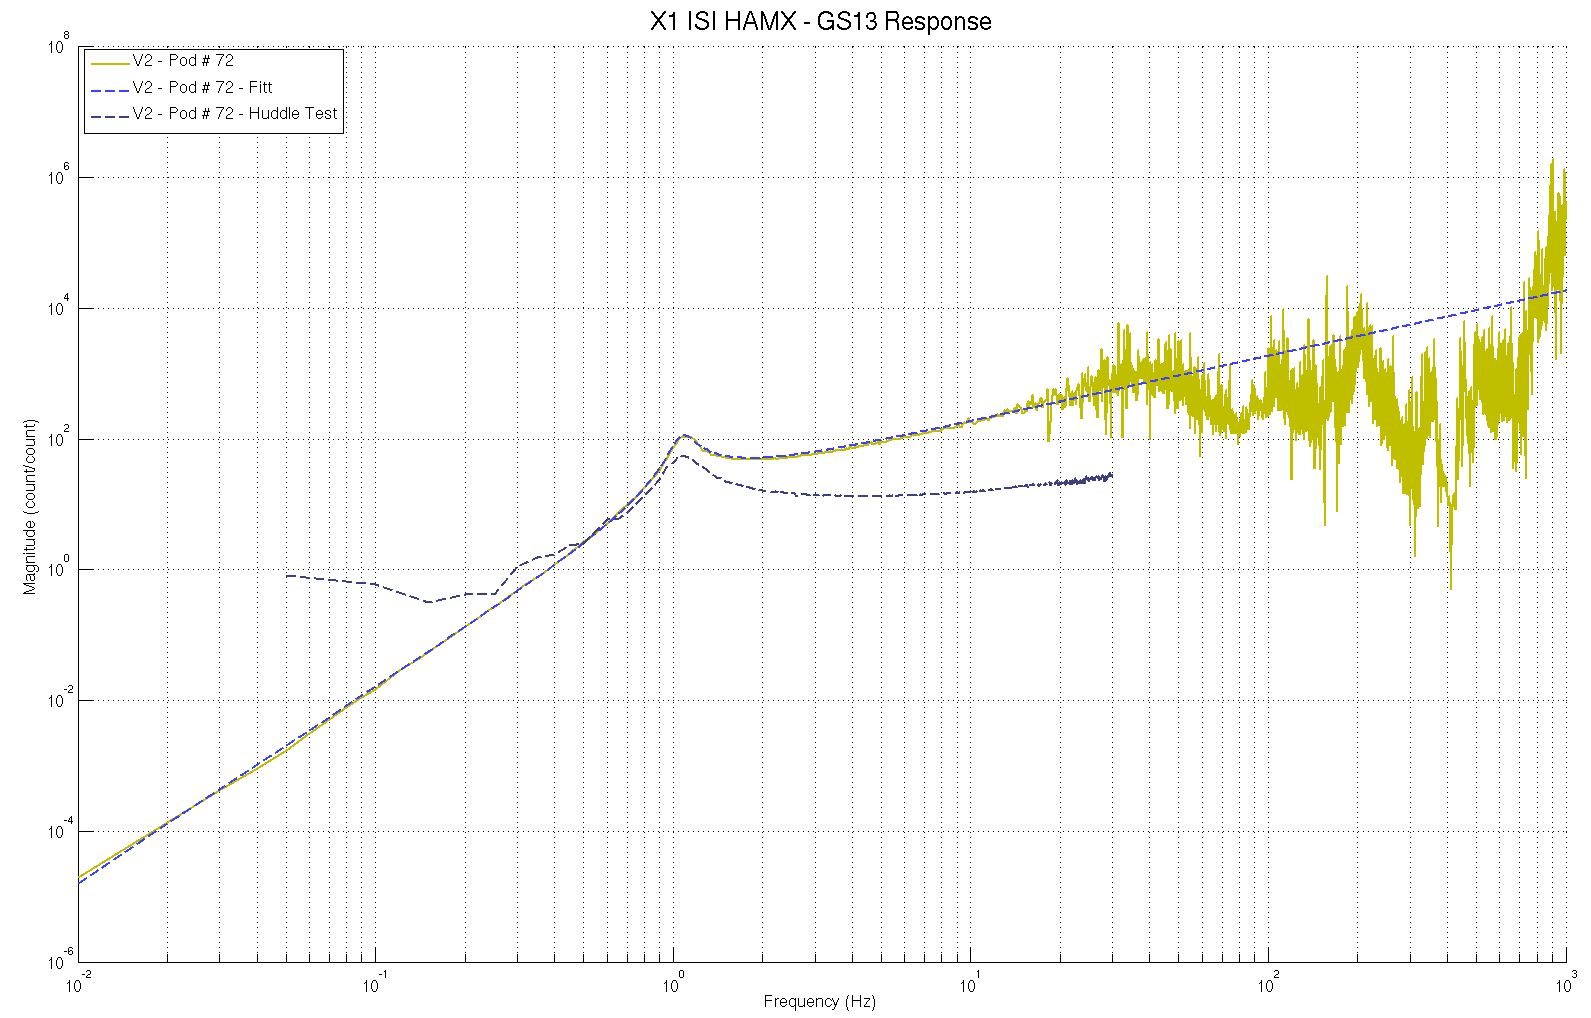 X1 ISI HAMX - GS13 Response
V2 - Pod # 72
V2 - Pod # 72 - Fitt
V2 - Pod # 72 - Huddle Test
10^8
10^6
10^4
10^2
10^0
10^-2
10^-4
10^-6
Magnitude (count/count)
10^-2 10^-1 10^0 10^1 10^2 10^3
Frequency (Hz)